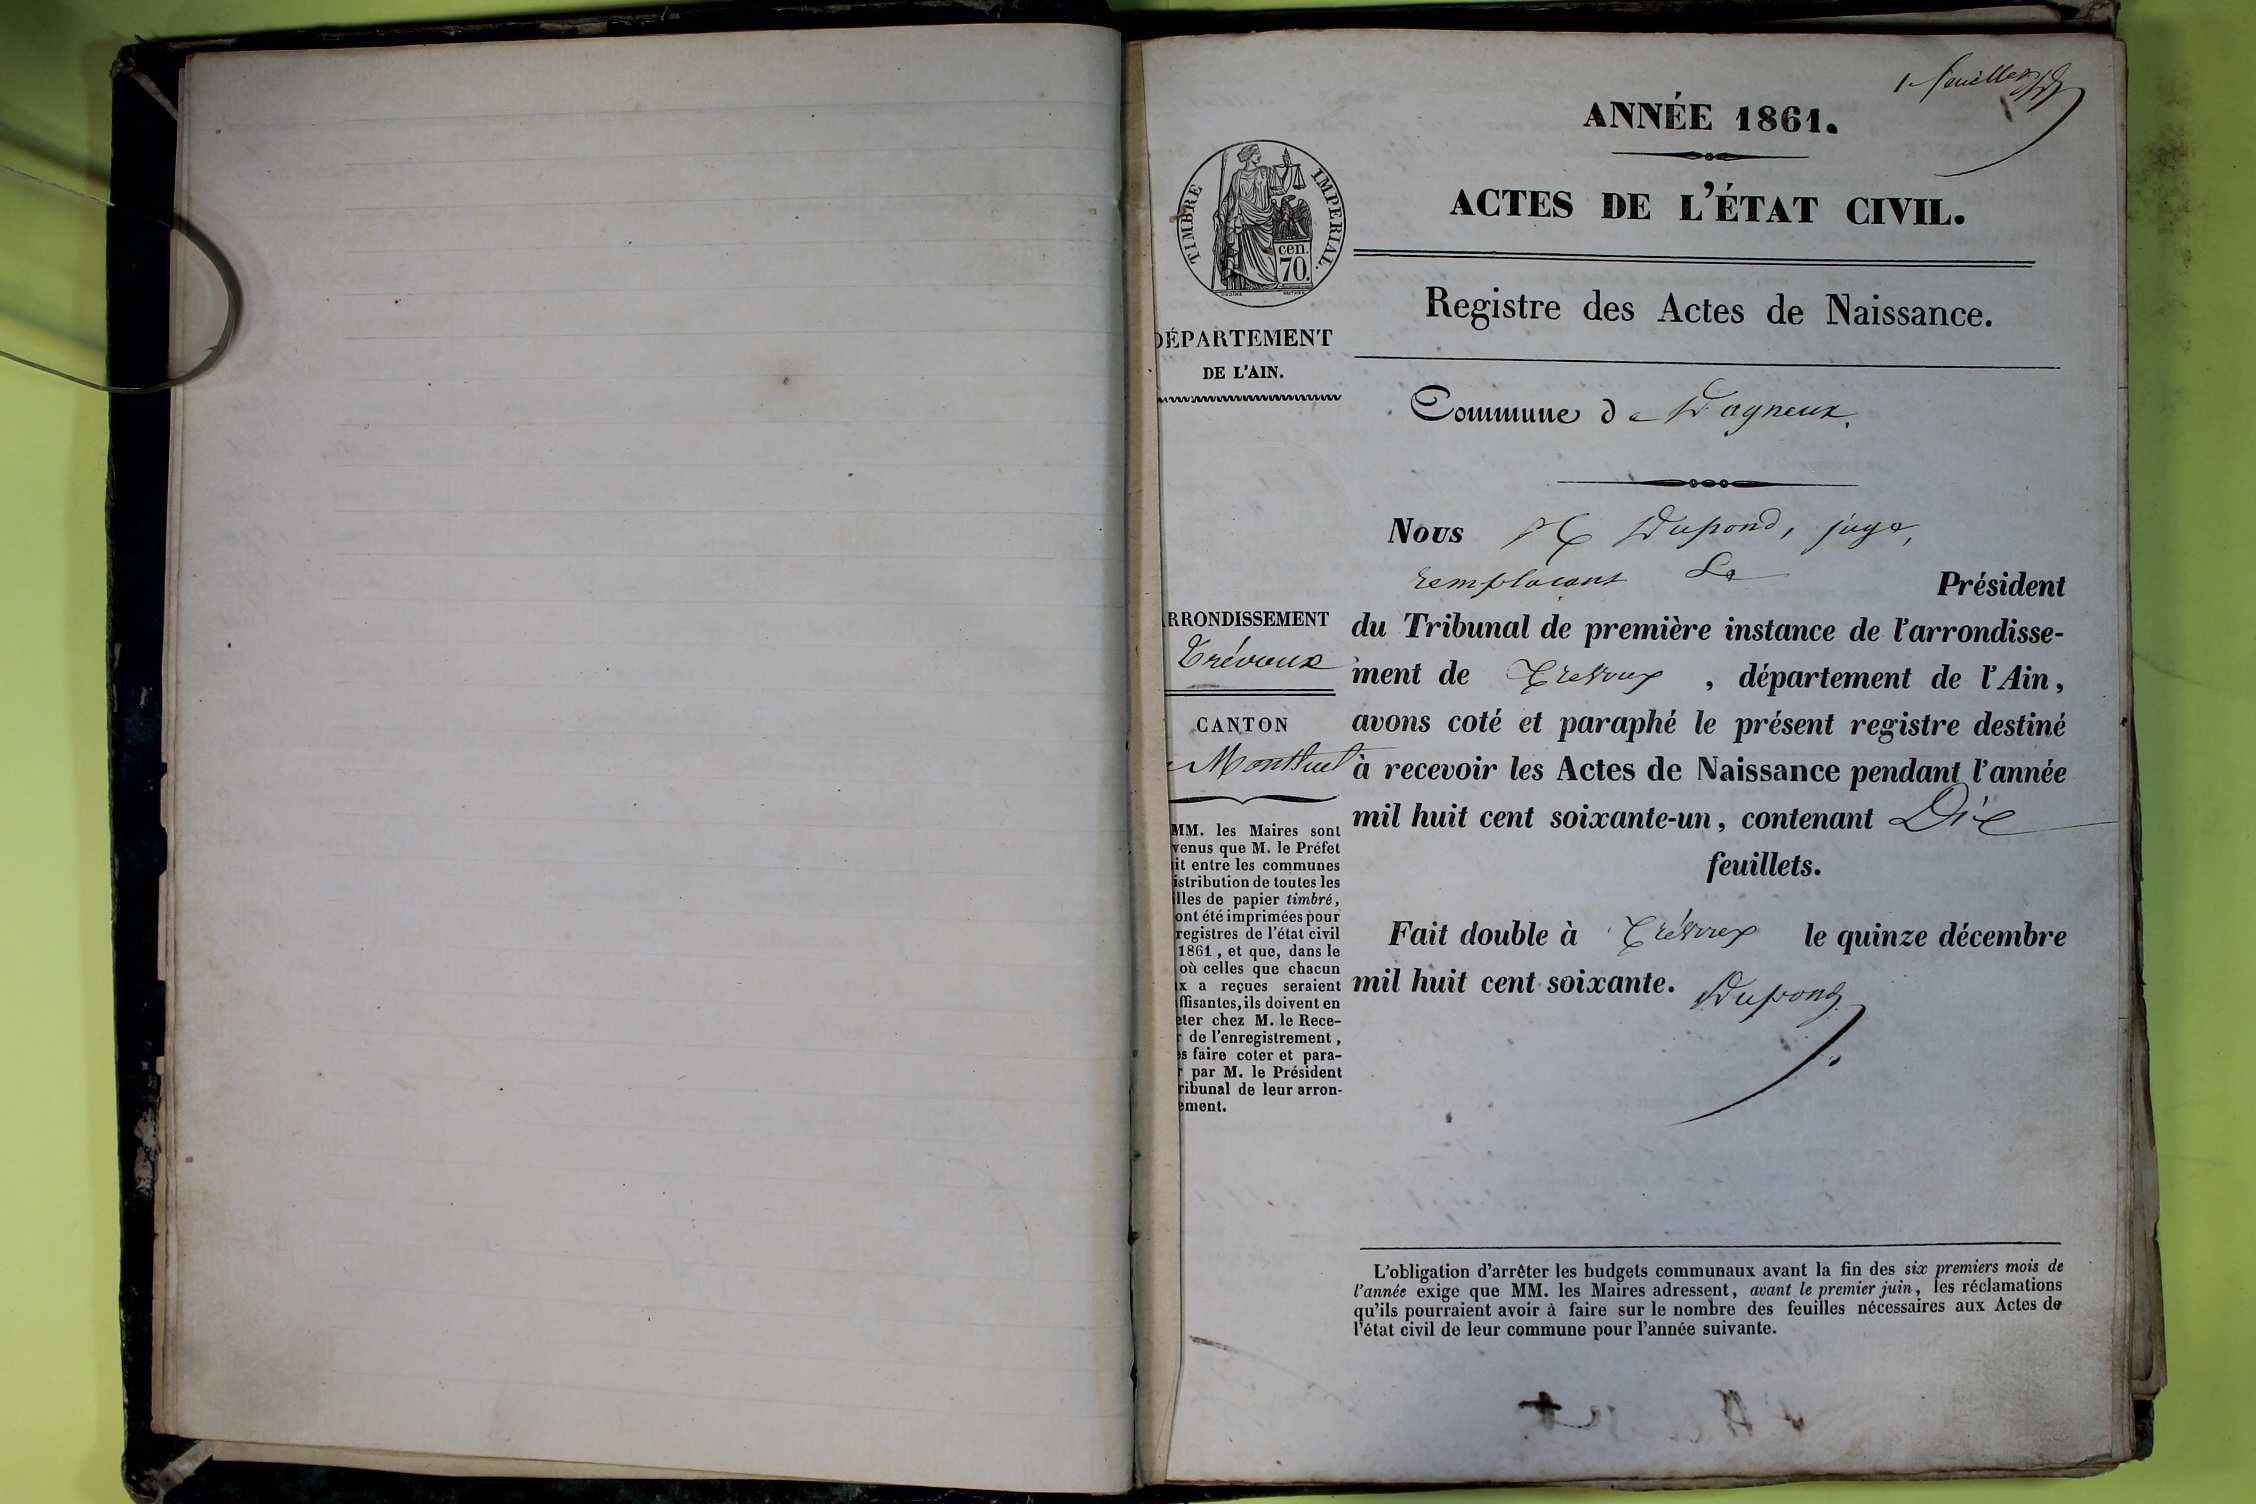 1er feuillet
ANNÉE 1861.
ACTES DE L'ÉTAT CIVIL.
TIMBRE IMPERIAL.
cen.
70.
Registre des Actes de Naissance.
DÉPARTEMENT
DE L'AIN.
Commune de Dagneux.
Nous Dupond, juge,
remplaçant Le Président
du Tribunal de première instance de l'arrondisse-
ment de Trévoux, département de l'Ain,
avons coté et paraphé le présent registre destiné
à recevoir les Actes de Naissance pendant l'année
mil huit cent soixante-un, contenant Dix
feuillets.
Fait double à Trévoux le quinze décembre
mil huit cent soixante.
Dupond
RRONDISSEMENT
Trévoux
CANTON
Montluel
MM. les Maires sont
venus que M. le Préfet
it entre les communes
istribution de toutes les
lles de papier timbré,
ont été imprimées pour
registres de l'état civil
1861, et que, dans le
où celles que chacun
x a reçues seraient
ffisantes, ils doivent en
eter chez M. le Rece-
r de l'enregistrement,
es faire coter et para-
r par M. le Président
ribunal de leur arron-
ement.
L'obligation d'arrêter les budgets communaux avant la fin des six premiers mois de
l'année exige que MM. les Maires adressent, avant le premier juin, les réclamations
qu'ils pourraient avoir à faire sur le nombre des feuilles nécessaires aux Actes de
l'état civil de leur commune pour l'année suivante.